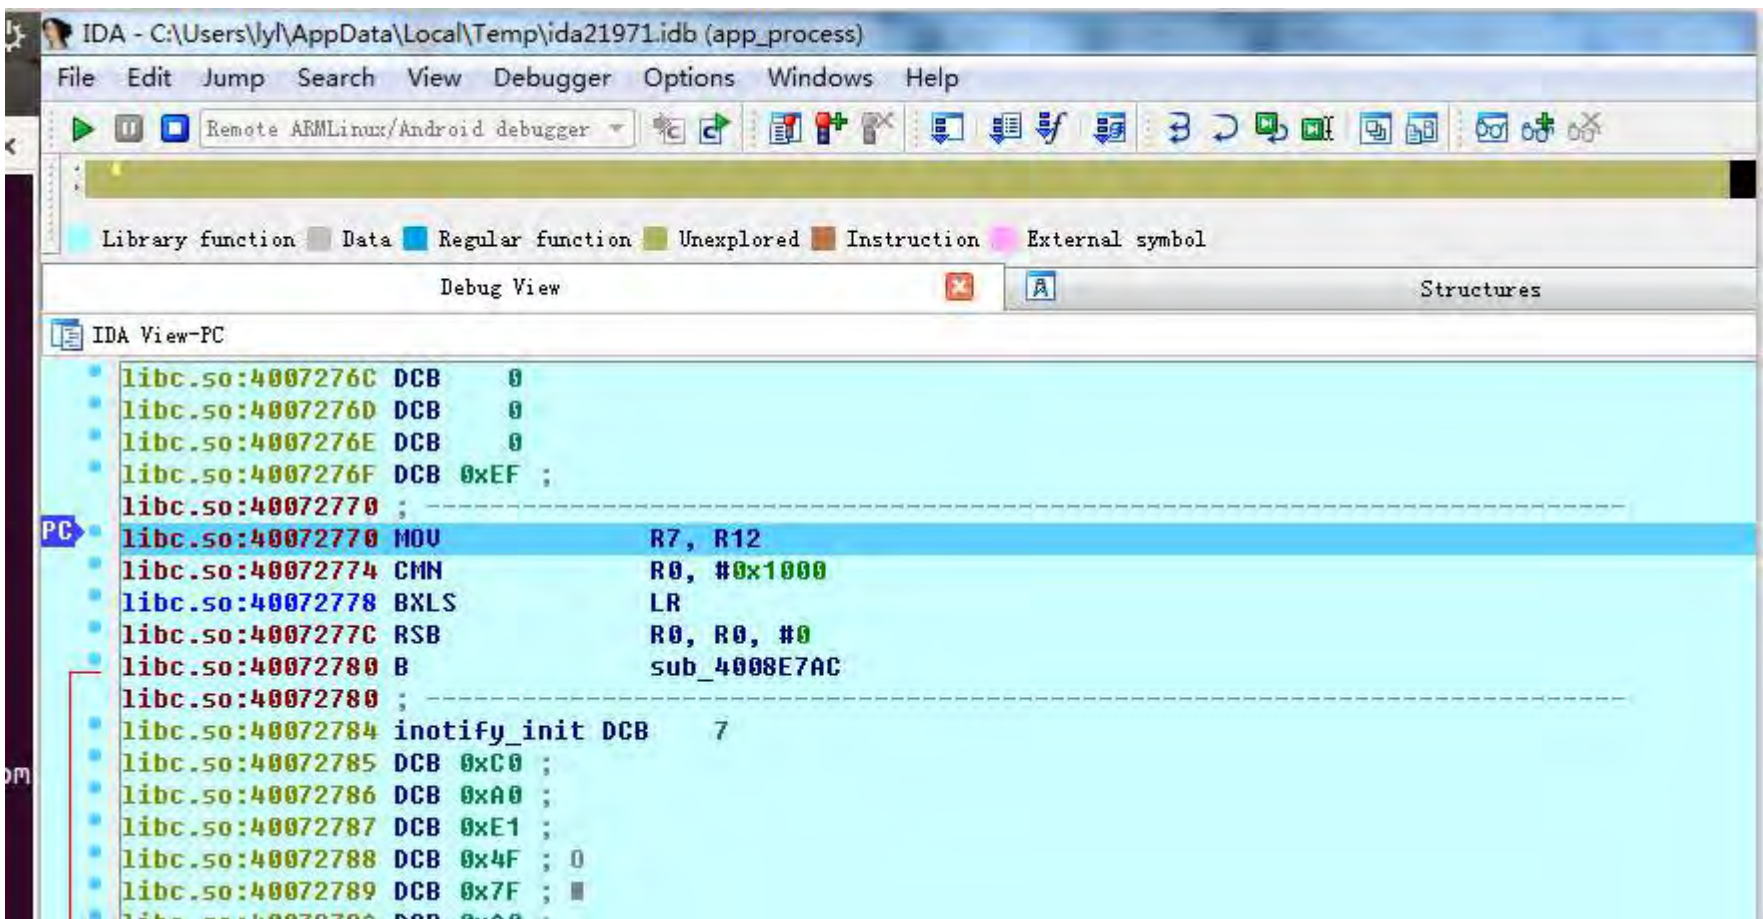 IDA - C:\Users\lyl\AppData\Local\Temp\ida21971.idb (app_process)
File Edit Jump Search View Debugger Options Windows Help
Remote ARMLinux/Android debugger
Library function Data Regular function Unexplored Instruction External symbol
Debug View Structures
IDA View-PC
libc.so:4007276C DCB 0
libc.so:4007276D DCB 0
libc.so:4007276E DCB 0
libc.so:4007276F DCB 0xEF ;
libc.so:40072770 ; ---------------------------------------------------------------------------
PC libc.so:40072770 MOV R7, R12
libc.so:40072774 CMN R0, #0x1000
libc.so:40072778 BXLS LR
libc.so:4007277C RSB R0, R0, #0
libc.so:40072780 B sub_4008E7AC
libc.so:40072780 ; ---------------------------------------------------------------------------
libc.so:40072784 inotify_init DCB 7
libc.so:40072785 DCB 0xC0 ;
libc.so:40072786 DCB 0xA0 ;
om
libc.so:40072787 DCB 0xE1 ;
libc.so:40072788 DCB 0x4F ; O
libc.so:40072789 DCB 0x7F ;